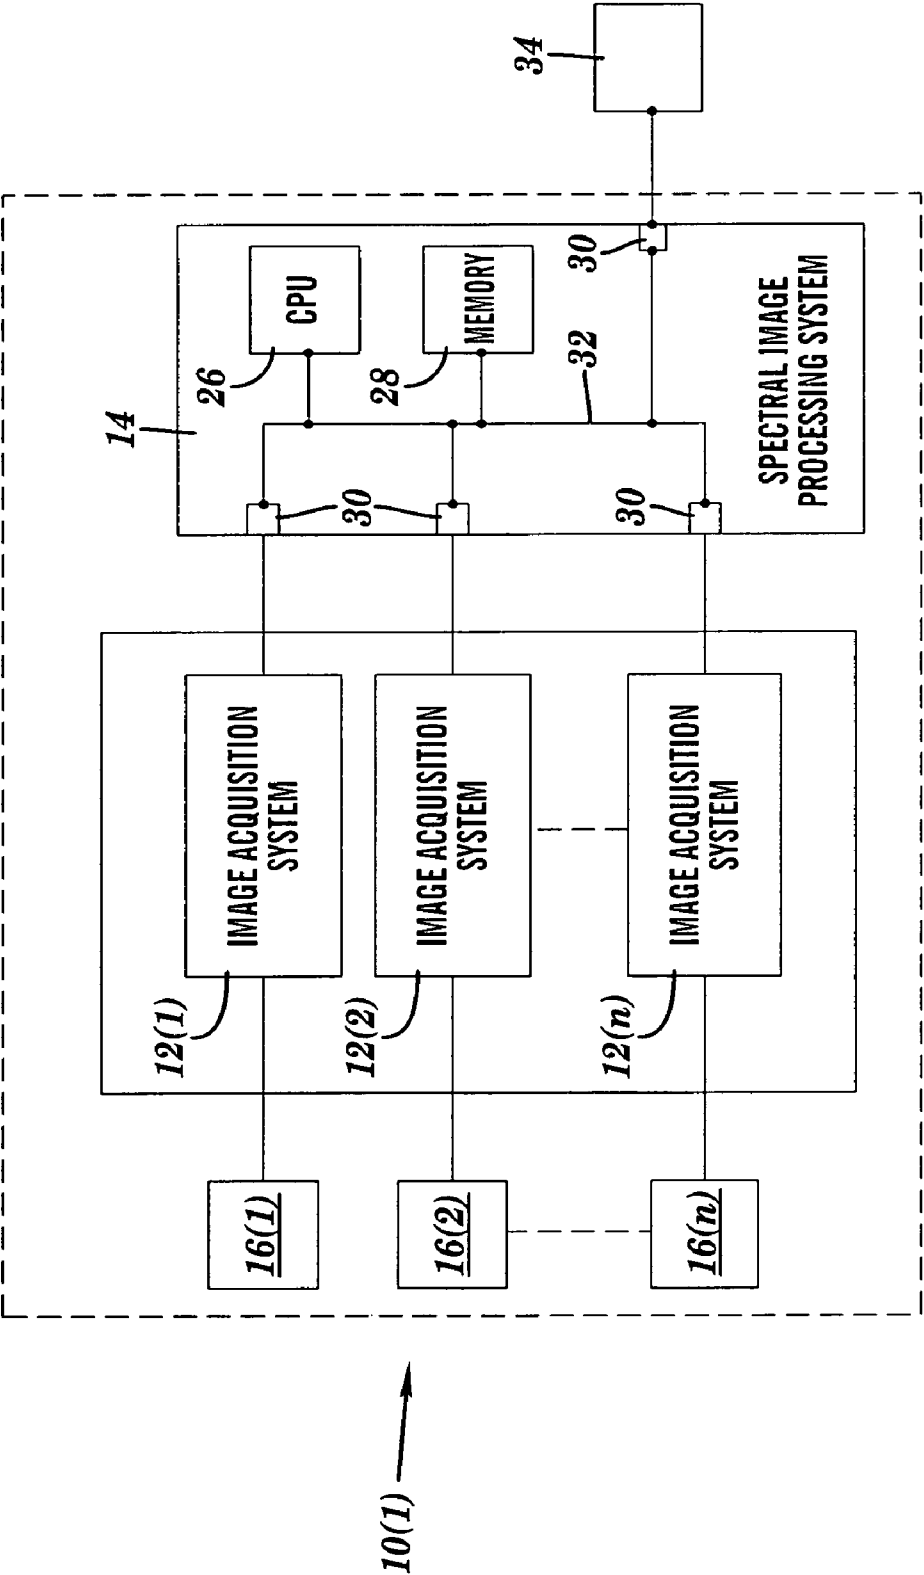 10(1)
16(1)
16(2)
16(n)
12(1)
IMAGE ACQUISITION
SYSTEM
12(2)
IMAGE ACQUISITION
SYSTEM
12(n)
IMAGE ACQUISITION
SYSTEM
14
26
CPU
28
MEMORY
30
30
30
32
SPECTRAL IMAGE
PROCESSING SYSTEM
34